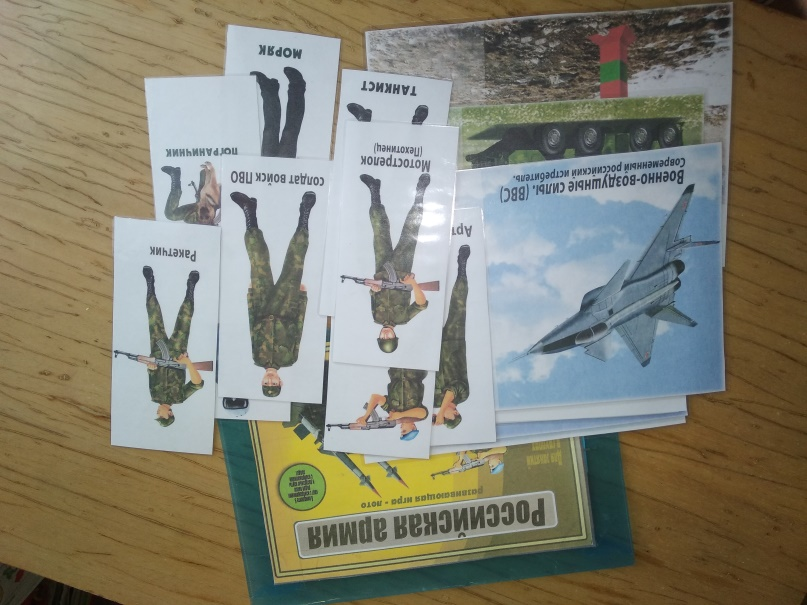 МОРЯК
ТАНКИСТ
ПОГРАНИЧНИК
Мотострелок
(Пехотинец)
СОЛДАТ ВОЙСК ПВО
Ракетчик
Арт
Военно-воздушные силы. (ВВС)
Современный российский истребитель.
развивающая игра - лото
Российская армия